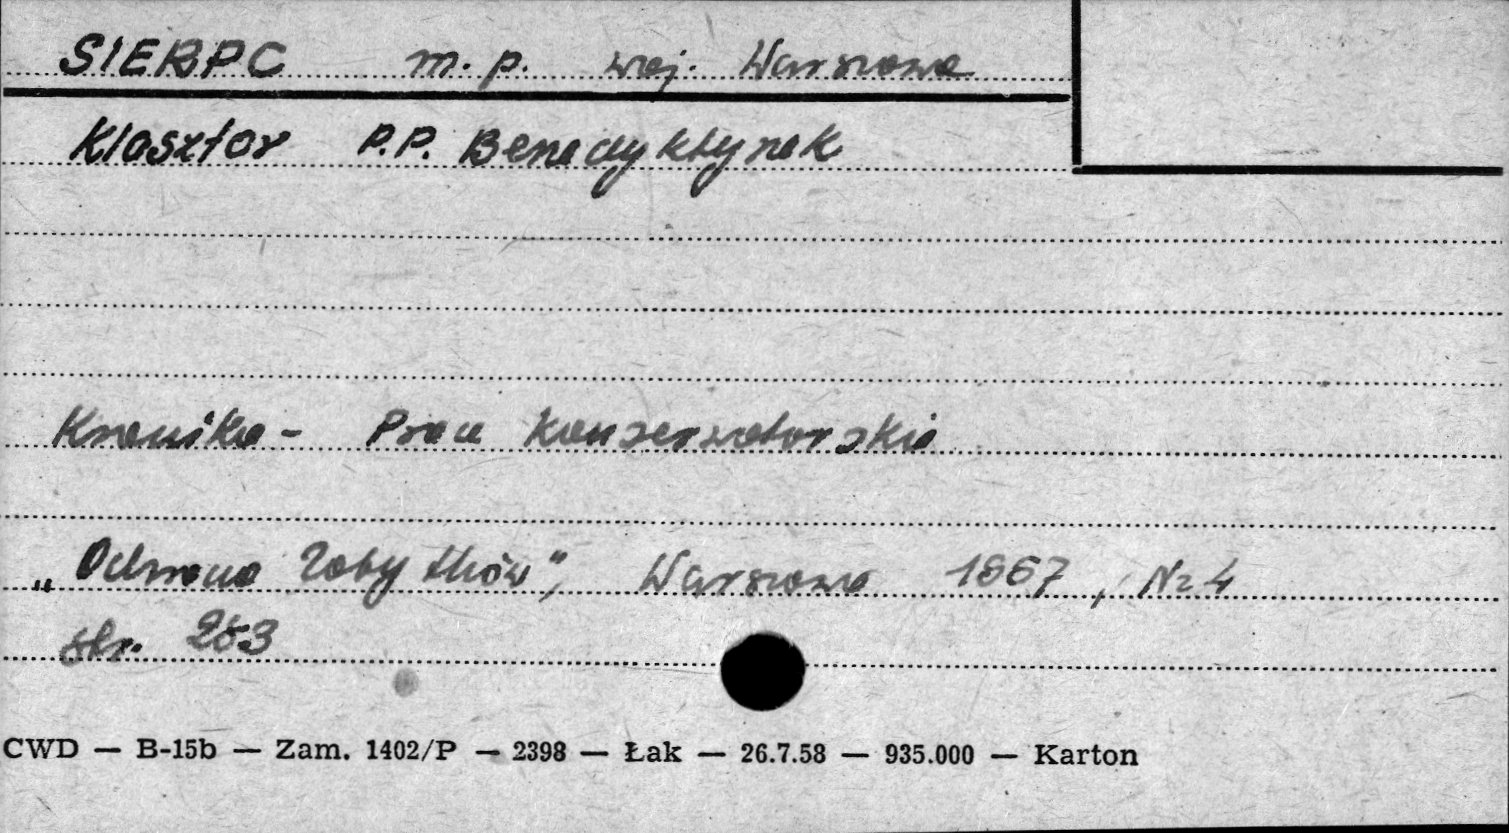 SIERPC m. p. woj. Warszawa
Klasztor P.P. Benedyktynek
Kronika - Prace konserwatorskie
„Ochrona Zabytków”, Warszawa 1967, Nr 4
str. 253
CWD — B-15b — Zam. 1402/P — 2398 — Łak — 26.7.58 — 935.000 — Karton